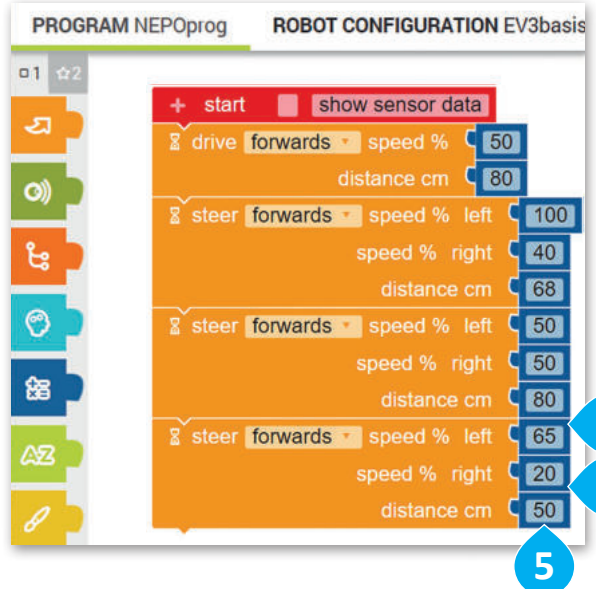 PROGRAM NEPOprog ROBOT CONFIGURATION EV3basis
1 2
+ start show sensor data
drive forwards speed % 50
distance cm 80
steer forwards speed % left 100
speed % right 40
distance cm 68
steer forwards speed % left 50
speed % right 50
distance cm 80
steer forwards speed % left 65
speed % right 20
distance cm 50
AZ
5